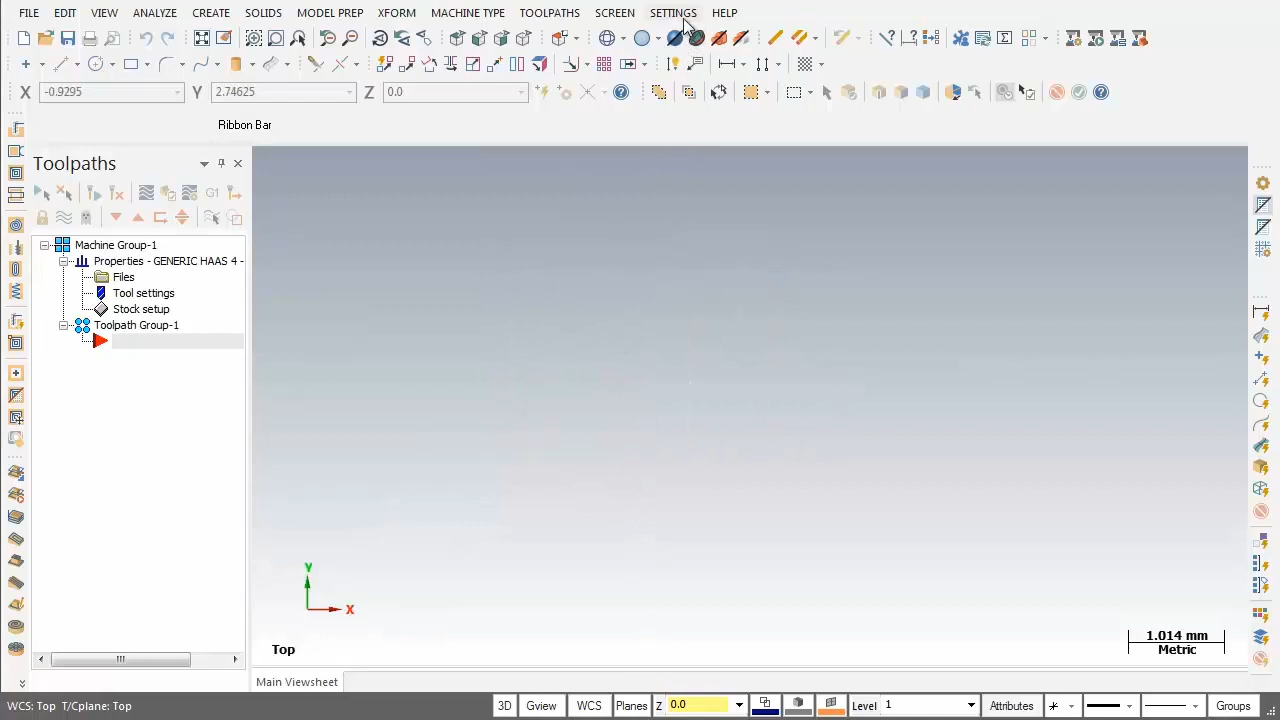 FILE EDIT VIEW ANALYZE CREATE SOLIDS MODEL PREP XFORM MACHINE TYPE TOOLPATHS SCREEN SETTINGS HELP
X -0.9295 Y 2.74625 Z 0.0
Ribbon Bar
Toolpaths
G1
Machine Group-1
Properties - GENERIC HAAS 4 -
Files
Tool settings
Stock setup
Toolpath Group-1
Y
X
Top
1.014 mm
Metric
Main Viewsheet
WCS: Top T/Cplane: Top 3D Gview WCS Planes Z 0.0 Level 1 Attributes Groups